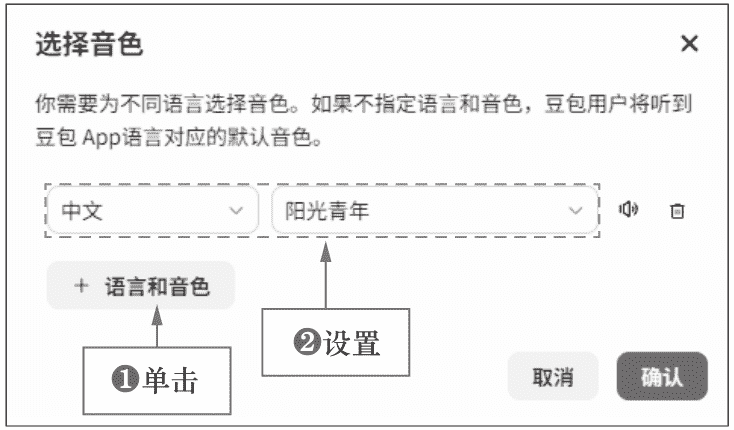 选择音色
你需要为不同语言选择音色。如果不指定语言和音色，豆包用户将听到
豆包 App语言对应的默认音色。
中文 阳光青年
+ 语言和音色
❷设置
❶单击
取消 确认